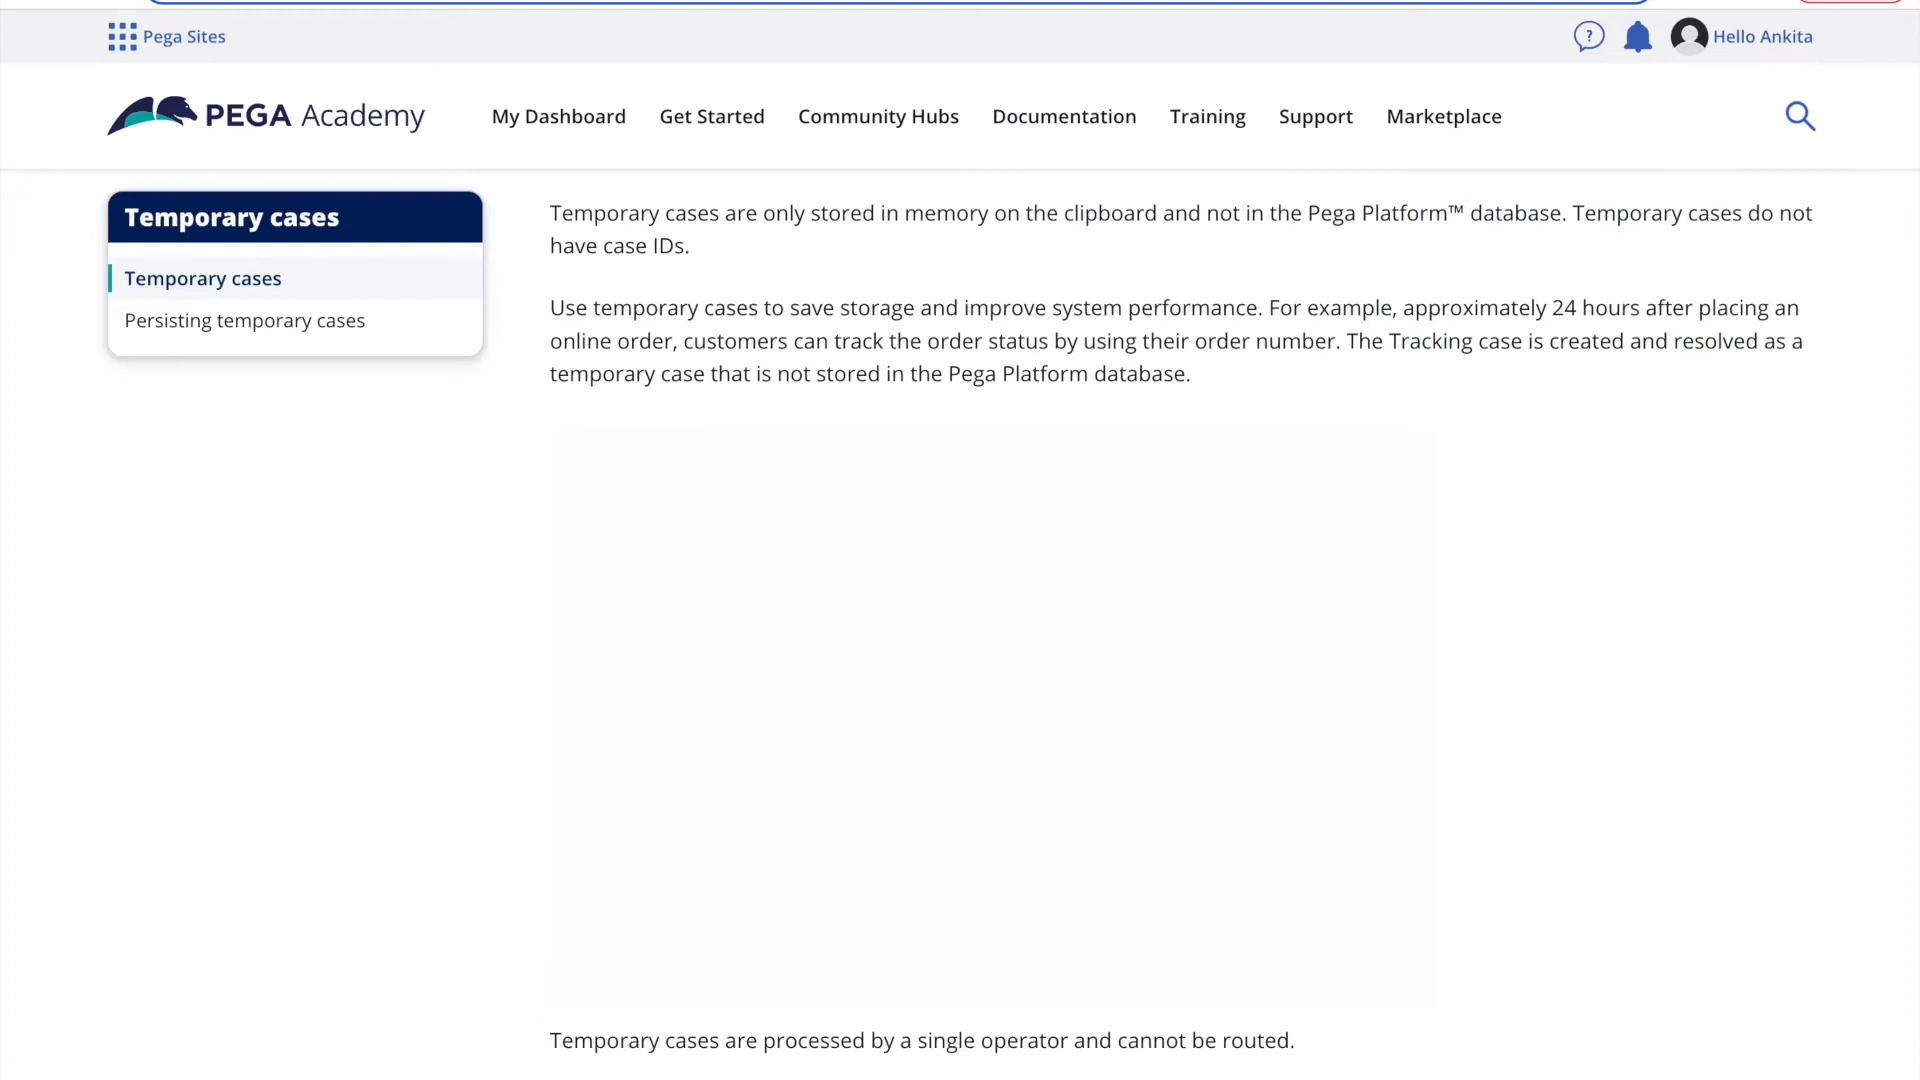 Pega Sites
?
Hello Ankita
PEGA Academy
My Dashboard
Get Started
Community Hubs
Documentation
Training
Support
Marketplace
Temporary cases
Temporary cases
Persisting temporary cases
Temporary cases are only stored in memory on the clipboard and not in the Pega Platform™ database. Temporary cases do not
have case IDs.
Use temporary cases to save storage and improve system performance. For example, approximately 24 hours after placing an
online order, customers can track the order status by using their order number. The Tracking case is created and resolved as a
temporary case that is not stored in the Pega Platform database.
Temporary cases are processed by a single operator and cannot be routed.